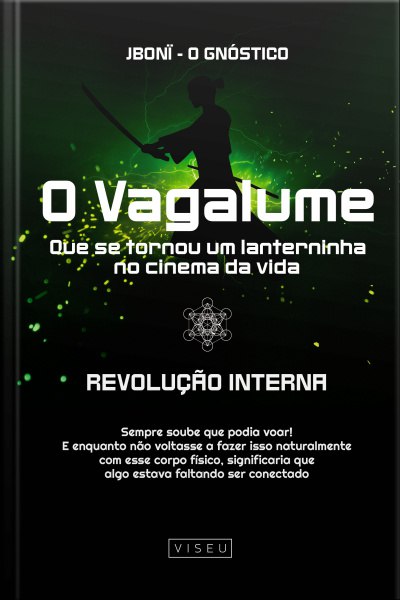 JBONÏ - O GNÓSTICO
O Vagalume
Que se tornou um lanterninha
no cinema da vida
REVOLUÇÃO INTERNA
Sempre soube que podia voar!
E enquanto não voltasse a fazer isso naturalmente
com esse corpo físico, significaria que
algo estava faltando ser conectado
VISEU